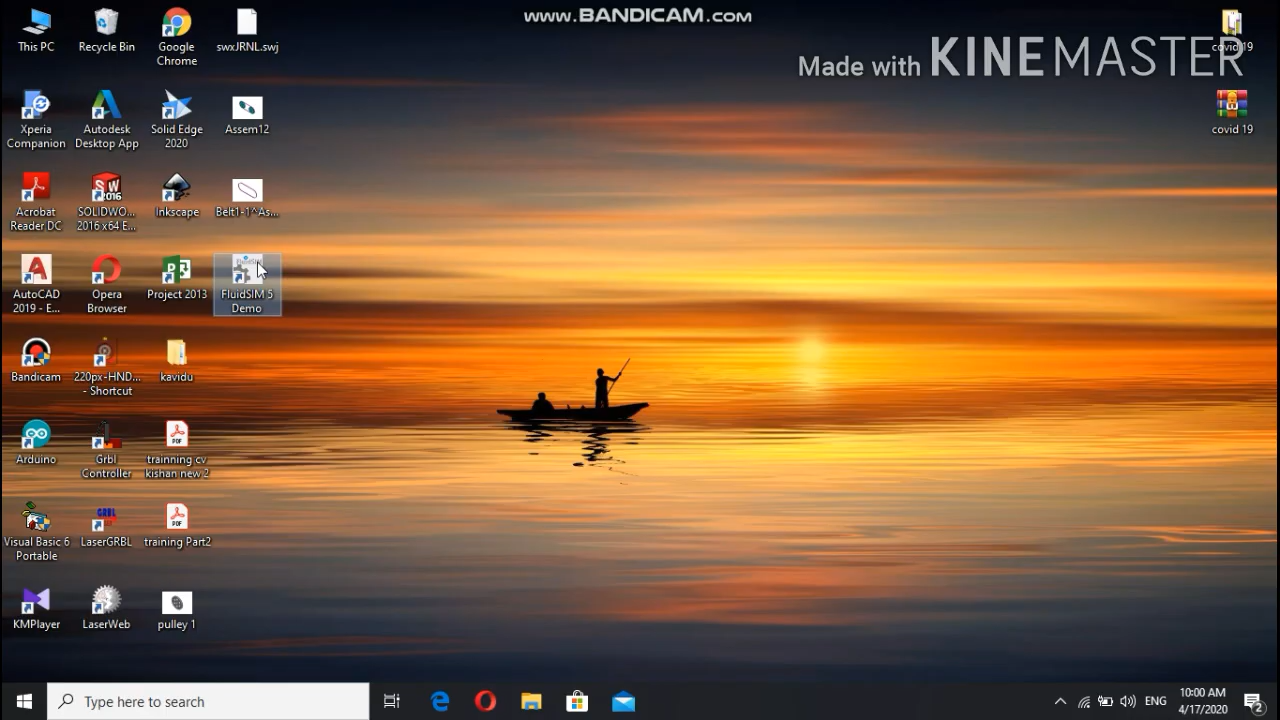 www.BANDICAM.com
Made with KINEMASTER
This PC
Recycle Bin
Google
Chrome
swxJRNL.swj
covid 19
Xperia
Companion
Autodesk
Desktop App
Solid Edge
2020
Assem12
covid 19
Acrobat
Reader DC
SOLIDWO...
2016 x64 E...
Inkscape
Belt1-1^As...
AutoCAD
2019 - E...
Opera
Browser
Project 2013
FluidSIM 5
Demo
Bandicam
220px-HND...
- Shortcut
kavidu
Arduino
Grbl
Controller
trainning cv
kishan new 2
Visual Basic 6
Portable
LaserGRBL
training Part2
KMPlayer
LaserWeb
pulley 1
Type here to search
ENG
10:00 AM
4/17/2020
2